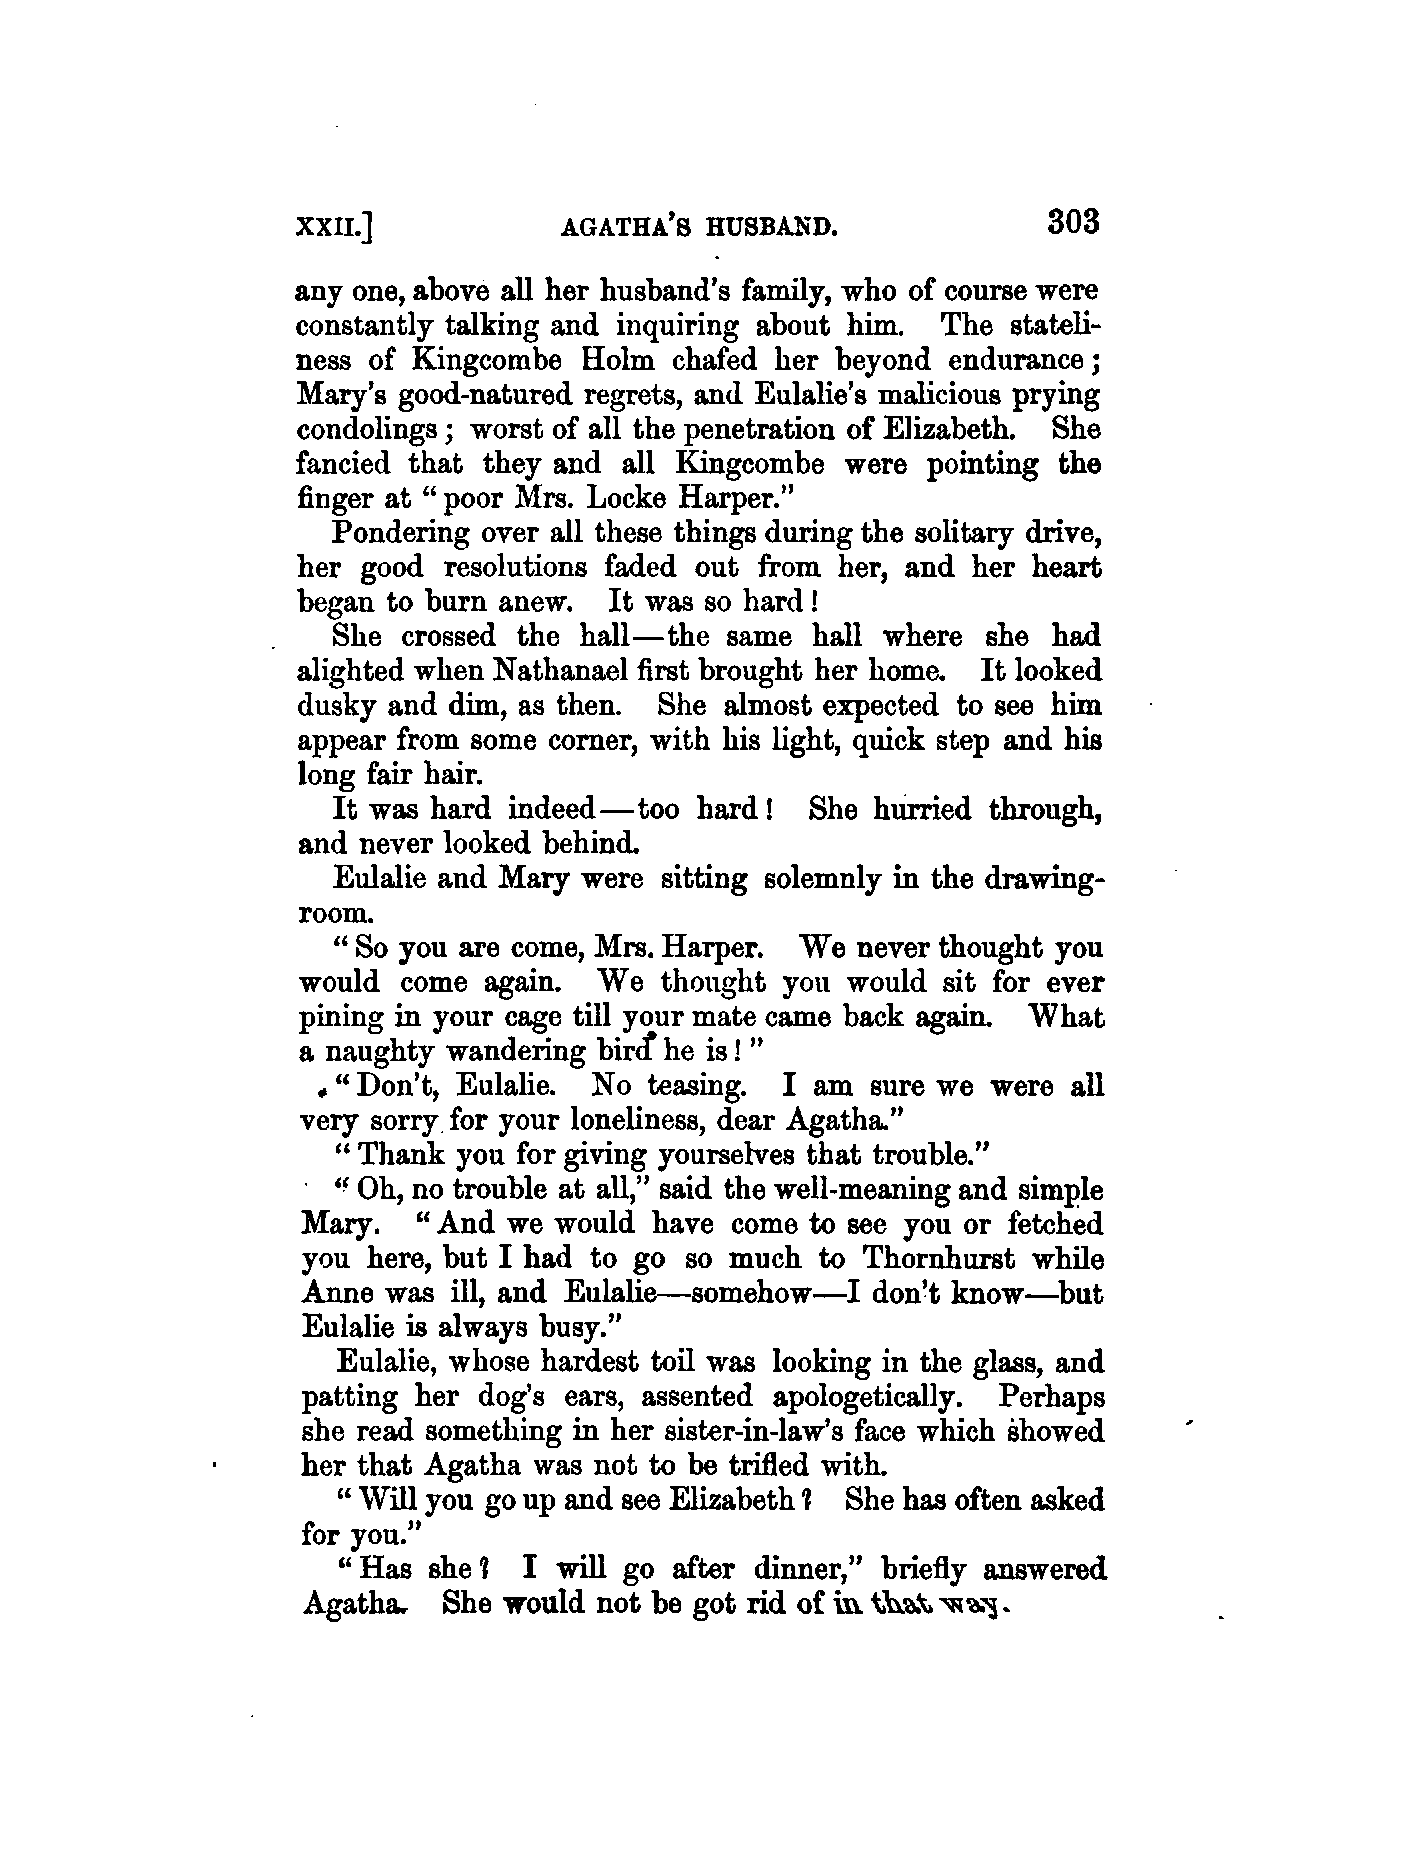 XXII.] AGATHA'S HUSBAND. 303
any one, above all her husband's family, who of course were
constantly talking and inquiring about him. The stateli-
ness of Kingcombe Holm chafed her beyond endurance;
Mary's good-natured regrets, and Eulalie's malicious prying
condolings; worst of all the penetration of Elizabeth. She
fancied that they and all Kingcombe were pointing the
finger at "poor Mrs. Locke Harper."
Pondering over all these things during the solitary drive,
her good resolutions faded out from her, and her heart
began to burn anew. It was so hard!
She crossed the hall—the same hall where she had
alighted when Nathanael first brought her home. It looked
dusky and dim, as then. She almost expected to see him
appear from some corner, with his light, quick step and his
long fair hair.
It was hard indeed—too hard! She hurried through,
and never looked behind.
Eulalie and Mary were sitting solemnly in the drawing-
room.
"So you are come, Mrs. Harper. We never thought you
would come again. We thought you would sit for ever
pining in your cage till your mate came back again. What
a naughty wandering bird he is!"
"Don't, Eulalie. No teasing. I am sure we were all
very sorry for your loneliness, dear Agatha."
"Thank you for giving yourselves that trouble."
"Oh, no trouble at all," said the well-meaning and simple
Mary. "And we would have come to see you or fetched
you here, but I had to go so much to Thornhurst while
Anne was ill, and Eulalie—somehow—I don't know—but
Eulalie is always busy."
Eulalie, whose hardest toil was looking in the glass, and
patting her dog's ears, assented apologetically. Perhaps
she read something in her sister-in-law's face which showed
her that Agatha was not to be trifled with.
"Will you go up and see Elizabeth? She has often asked
for you."
"Has she? I will go after dinner," briefly answered
Agatha. She would not be got rid of in that way.